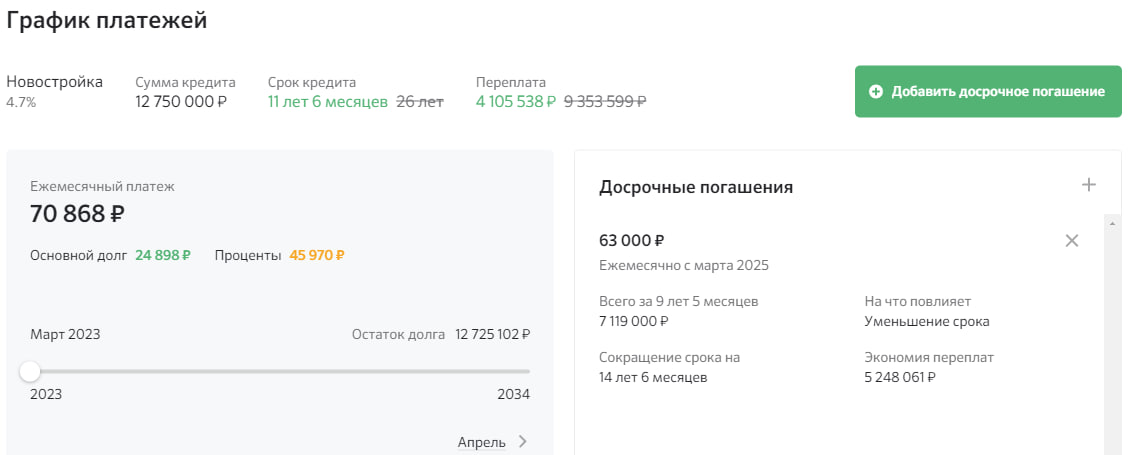 График платежей
Новостройка
4.7%
Сумма кредита
12 750 000 ₽
Срок кредита
11 лет 6 месяцев 26 лет
Переплата
4 105 538 ₽ 9 353 599 ₽
Добавить досрочное погашение
Ежемесячный платеж
70 868 ₽
Основной долг 24 898 ₽ Проценты 45 970 ₽
Март 2023 Остаток долга 12 725 102 ₽
2023 2034
Апрель
Досрочные погашения
63 000 ₽
Ежемесячно с марта 2025
Всего за 9 лет 5 месяцев
7 119 000 ₽
На что повлияет
Уменьшение срока
Сокращение срока на
14 лет 6 месяцев
Экономия переплат
5 248 061 ₽